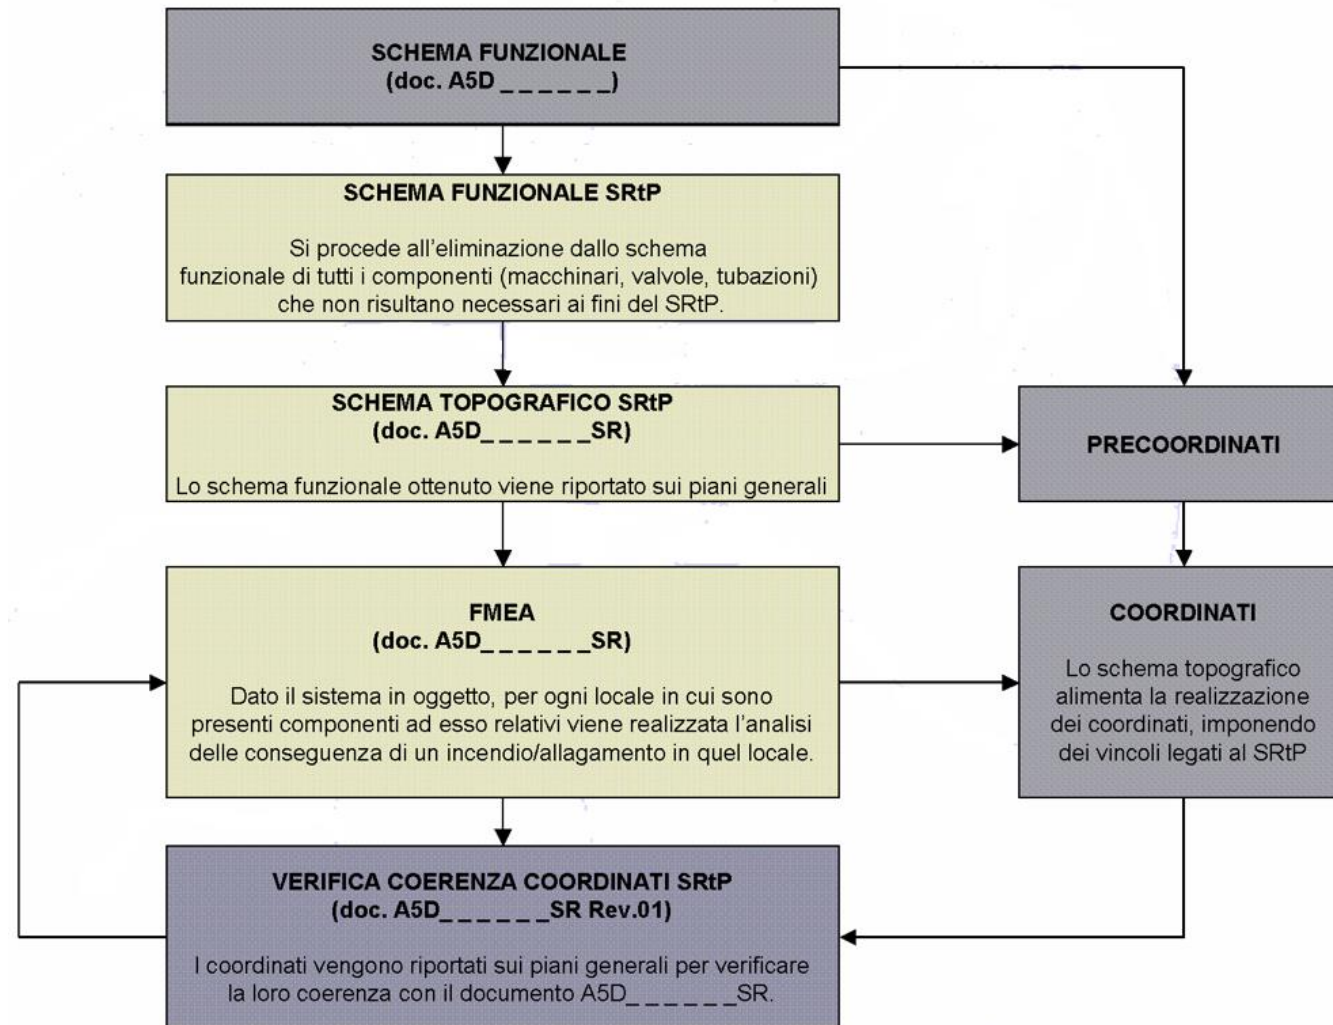 SCHEMA FUNZIONALE
(doc. A5D _ _ _ _ _ _)
SCHEMA FUNZIONALE SRtP
Si procede all'eliminazione dallo schema
funzionale di tutti i componenti (macchinari, valvole, tubazioni)
che non risultano necessari ai fini del SRtP.
SCHEMA TOPOGRAFICO SRtP
(doc. A5D_ _ _ _ _ _SR)
Lo schema funzionale ottenuto viene riportato sui piani generali
PRECOORDINATI
FMEA
(doc. A5D_ _ _ _ _ _SR)
Dato il sistema in oggetto, per ogni locale in cui sono
presenti componenti ad esso relativi viene realizzata l'analisi
delle conseguenza di un incendio/allagamento in quel locale.
COORDINATI
Lo schema topografico
alimenta la realizzazione
dei coordinati, imponendo
dei vincoli legati al SRtP
VERIFICA COERENZA COORDINATI SRtP
(doc. A5D_ _ _ _ _ _SR Rev.01)
I coordinati vengono riportati sui piani generali per verificare
la loro coerenza con il documento A5D_ _ _ _ _ _SR.